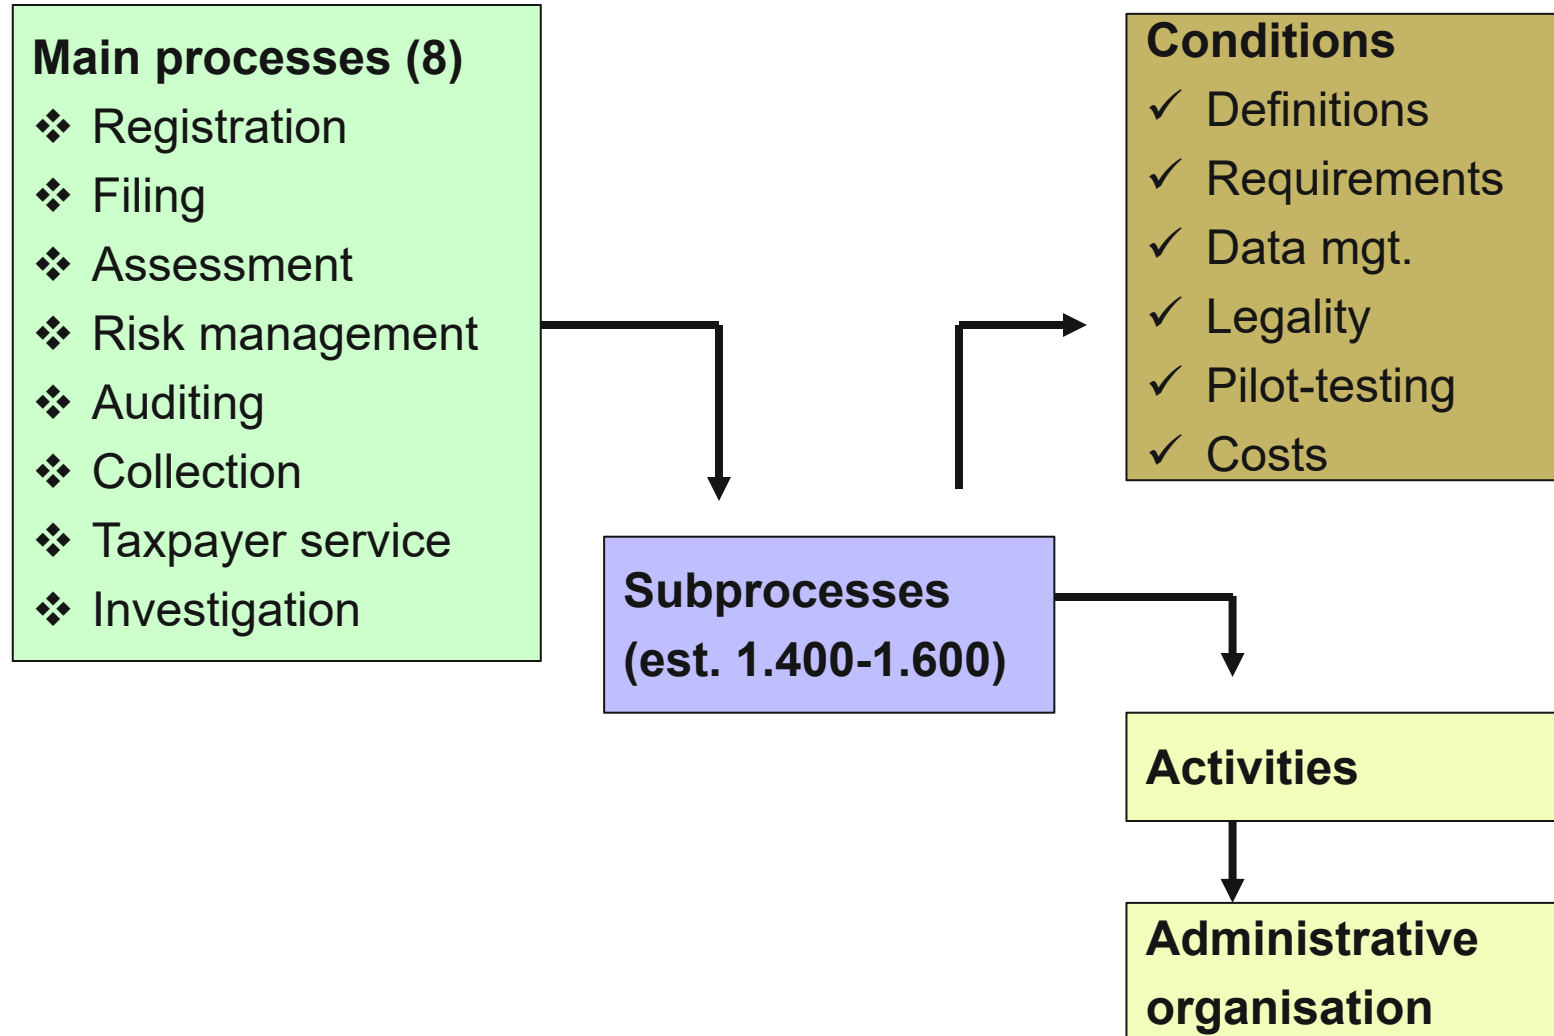 Main processes (8)
❖ Registration
❖ Filing
❖ Assessment
❖ Risk management
❖ Auditing
❖ Collection
❖ Taxpayer service
❖ Investigation
Conditions
✓ Definitions
✓ Requirements
✓ Data mgt.
✓ Legality
✓ Pilot-testing
✓ Costs
Subprocesses
(est. 1.400-1.600)
Activities
Administrative
organisation